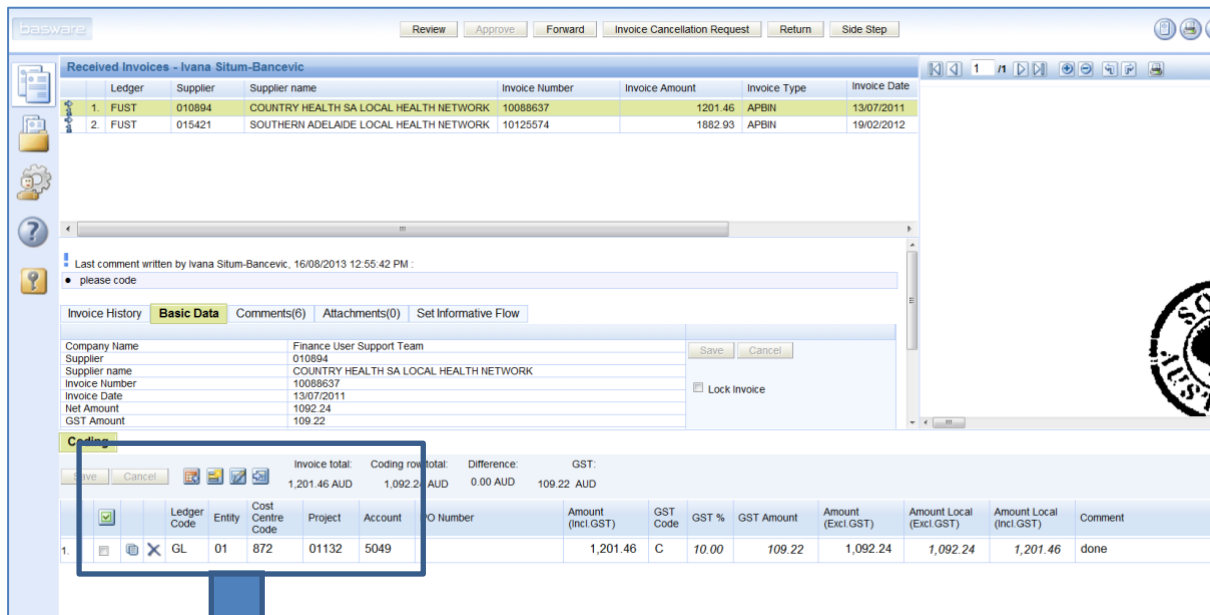 basware
Review Approve Forward Invoice Cancellation Request Return Side Step
Received Invoices - Ivana Situm-Bancevic
1 /1
Ledger Supplier Supplier name Invoice Number Invoice Amount Invoice Type Invoice Date
1. FUST 010894 COUNTRY HEALTH SA LOCAL HEALTH NETWORK 10088637 1201.46 APBIN 13/07/2011
2. FUST 015421 SOUTHERN ADELAIDE LOCAL HEALTH NETWORK 10125574 1882.93 APBIN 19/02/2012
Last comment written by Ivana Situm-Bancevic, 16/08/2013 12:55:42 PM :
• please code
Invoice History Basic Data Comments(6) Attachments(0) Set Informative Flow
Company Name Finance User Support Team
Supplier 010894
Supplier name COUNTRY HEALTH SA LOCAL HEALTH NETWORK
Invoice Number 10088637
Invoice Date 13/07/2011
Net Amount 1092.24
GST Amount 109.22
Save Cancel
Lock Invoice
Coding
Save Cancel
Invoice total: Coding row total: Difference: GST:
1,201.46 AUD 1,092.24 AUD 0.00 AUD 109.22 AUD
Ledger Code Entity Cost Centre Code Project Account PO Number Amount (Incl.GST) GST Code GST % GST Amount Amount (Excl.GST) Amount Local (Excl.GST) Amount Local (Incl.GST) Comment
1. GL 01 872 01132 5049 1,201.46 C 10.00 109.22 1,092.24 1,092.24 1,201.46 done